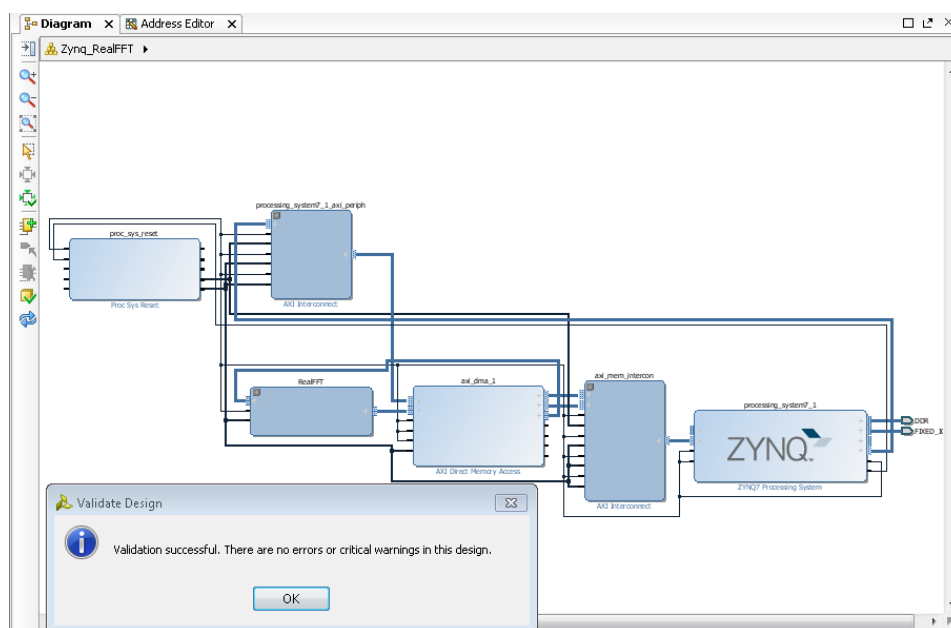 Diagram
Address Editor
Zynq_RealFFT
processing_system7_1_axi_periph
proc_sys_reset
Proc Sys Reset
AXI Interconnect
RealFFT
axi_dma_1
AXI Direct Memory Access
axi_mem_intercon
AXI Interconnect
processing_system7_1
ZYNQ
ZYNQ7 Processing System
DDR
Validate Design
Validation successful. There are no errors or critical warnings in this design.
OK